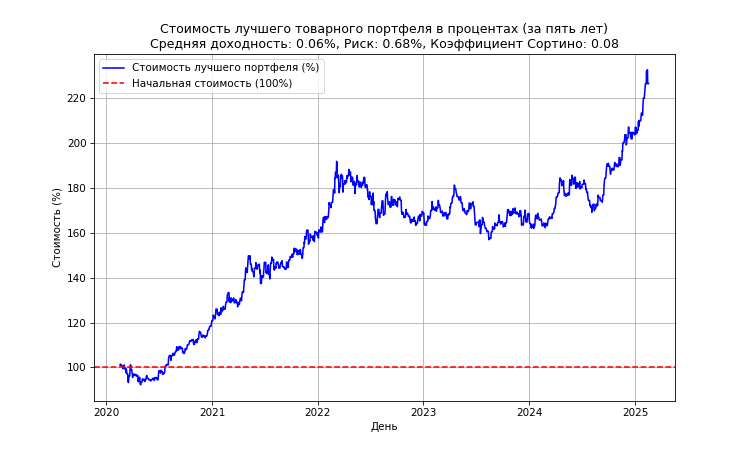 Стоимость лучшего товарного портфеля в процентах (за пять лет)
Средняя доходность: 0.06%, Риск: 0.68%, Коэффициент Сортино: 0.08
Стоимость лучшего портфеля (%)
Начальная стоимость (100%)
Стоимость (%)
220
200
180
160
140
120
100
2020 2021 2022 2023 2024 2025
День